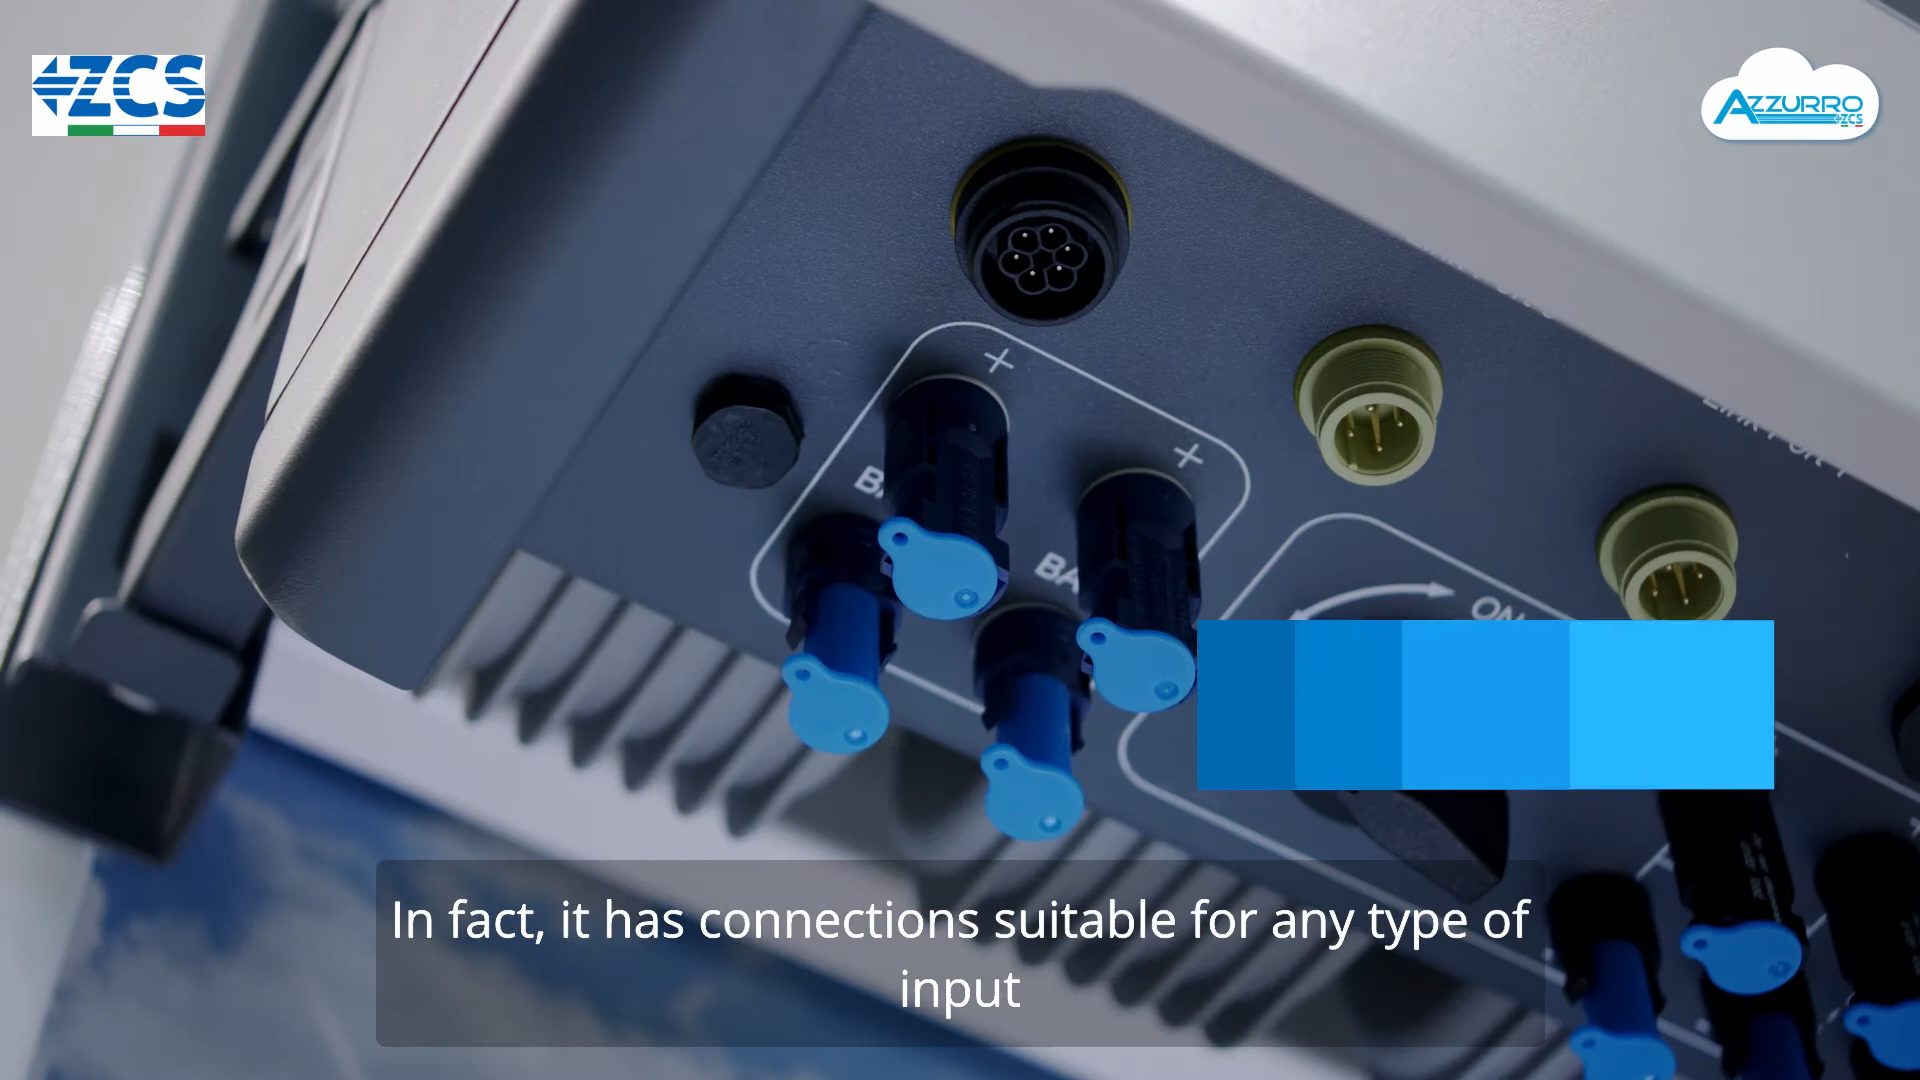 ZCS
AZZURRO
ZCS
+
+
ON
In fact, it has connections suitable for any type of
input